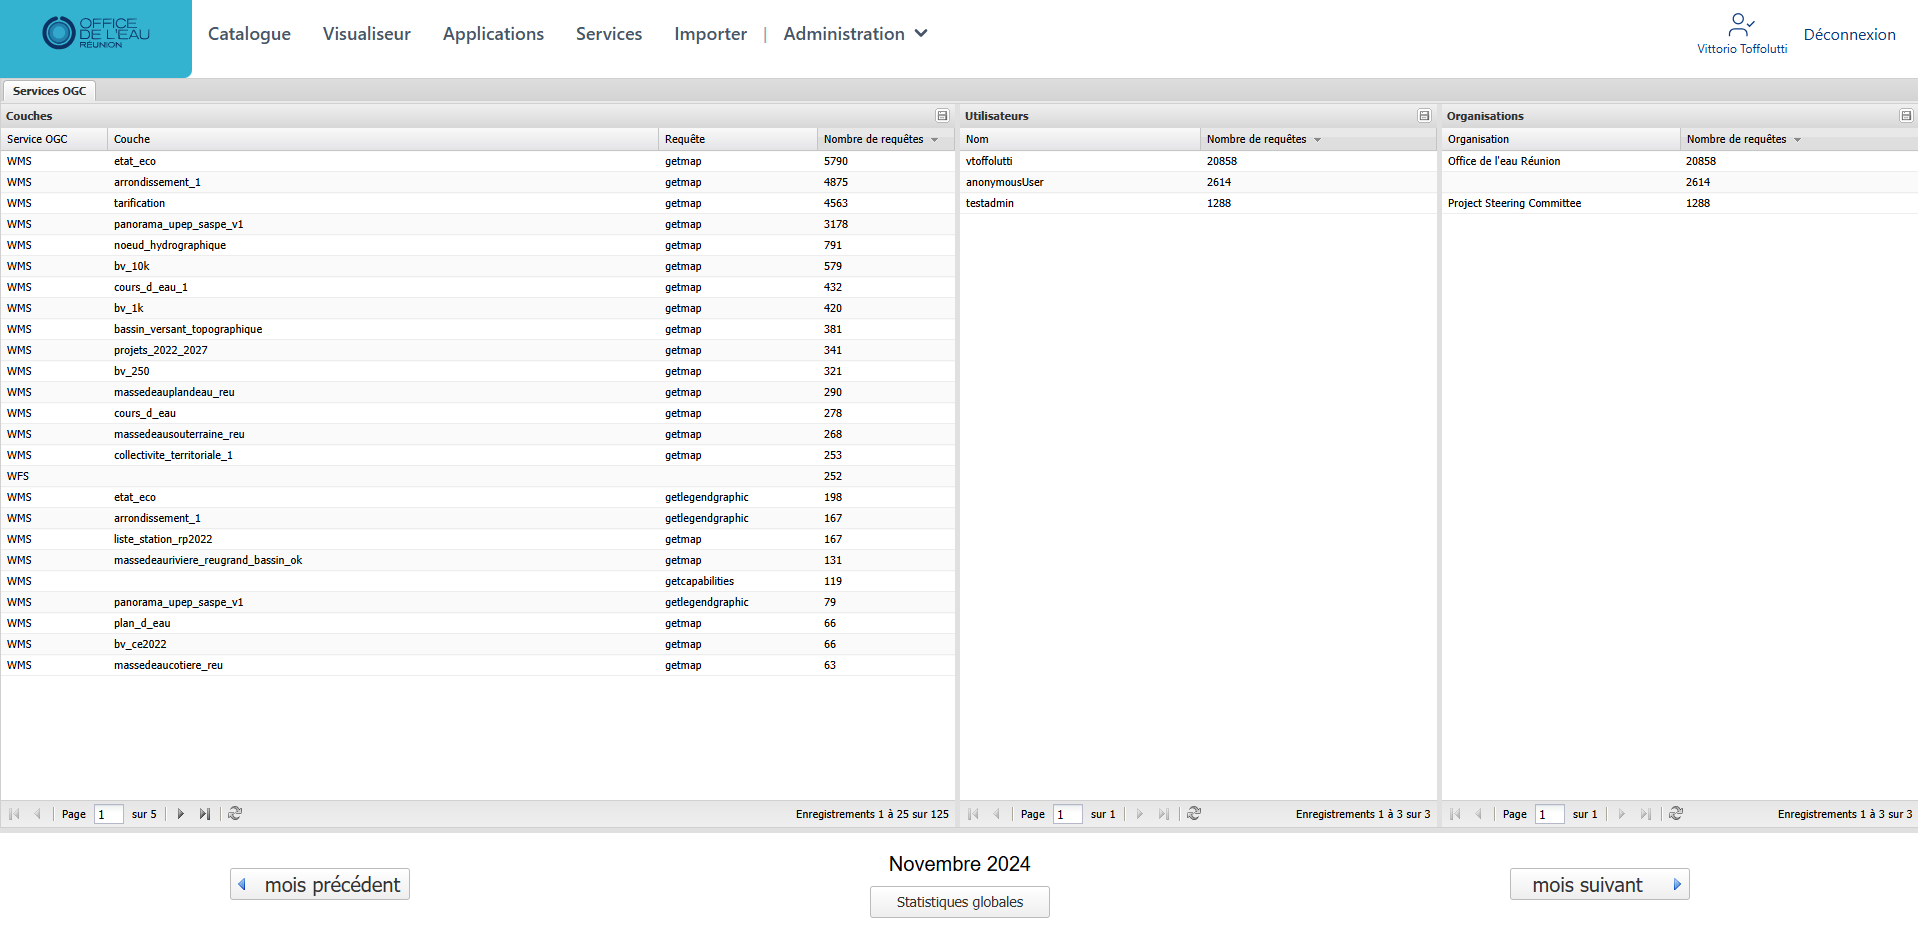 OFFICE
DE L'EAU
RÉUNION
Catalogue Visualiseur Applications Services Importer | Administration
Vittorio Toffolutti
Déconnexion
Services OGC
Couches
Service OGC Couche Requête Nombre de requêtes
WMS etat_eco getmap 5790
WMS arrondissement_1 getmap 4875
WMS tarification getmap 4563
WMS panorama_upep_saspe_v1 getmap 3178
WMS noeud_hydrographique getmap 791
WMS bv_10k getmap 579
WMS cours_d_eau_1 getmap 432
WMS bv_1k getmap 420
WMS bassin_versant_topographique getmap 381
WMS projets_2022_2027 getmap 341
WMS bv_250 getmap 321
WMS massedeauplandeau_reu getmap 290
WMS cours_d_eau getmap 278
WMS massedeausouterraine_reu getmap 268
WMS collectivite_territoriale_1 getmap 253
WFS 252
WMS etat_eco getlegendgraphic 198
WMS arrondissement_1 getlegendgraphic 167
WMS liste_station_rp2022 getmap 167
WMS massedeauriviere_reugrand_bassin_ok getmap 131
WMS getcapabilities 119
WMS panorama_upep_saspe_v1 getlegendgraphic 79
WMS plan_d_eau getmap 66
WMS bv_ce2022 getmap 66
WMS massedeaucotiere_reu getmap 63
Page 1 sur 5 Enregistrements 1 à 25 sur 125
Utilisateurs
Nom Nombre de requêtes
vtoffolutti 20858
anonymousUser 2614
testadmin 1288
Page 1 sur 1 Enregistrements 1 à 3 sur 3
Organisations
Organisation Nombre de requêtes
Office de l'eau Réunion 20858
2614
Project Steering Committee 1288
Page 1 sur 1 Enregistrements 1 à 3 sur 3
mois précédent
Novembre 2024
Statistiques globales
mois suivant